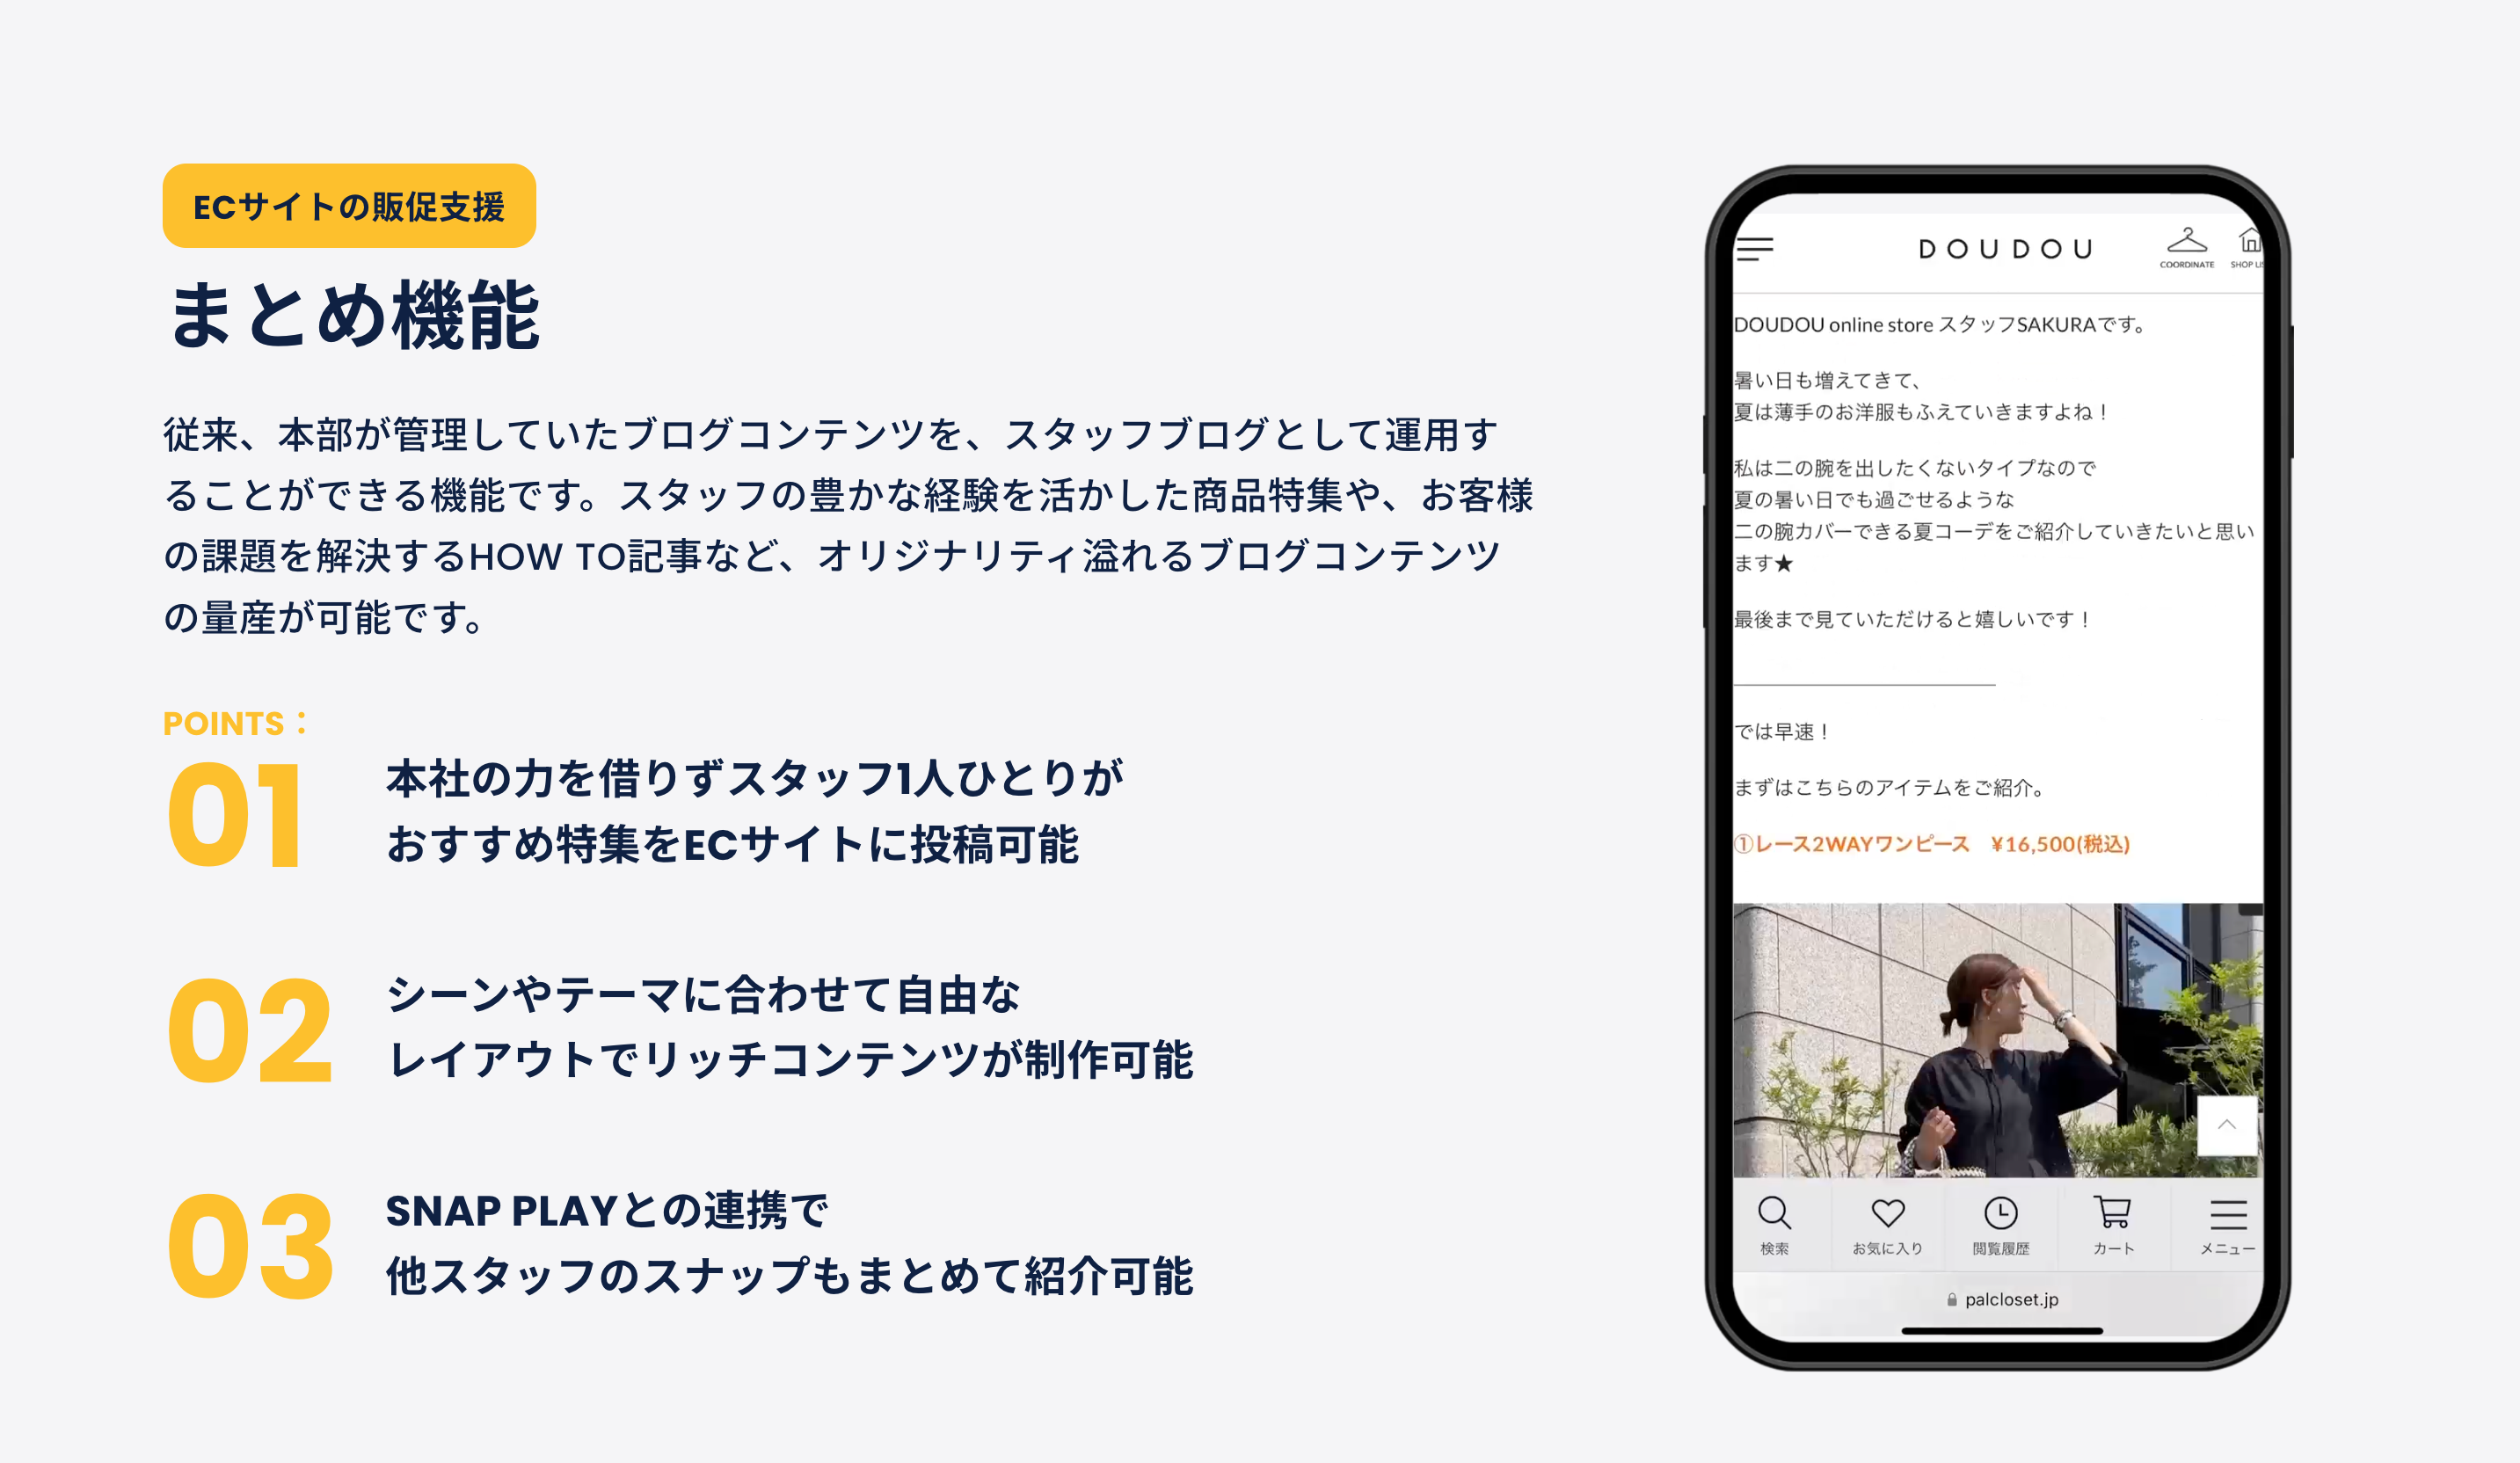 ECサイトの販促支援
まとめ機能
従来、本部が管理していたブログコンテンツを、スタッフブログとして運用す
ることができる機能です。スタッフの豊かな経験を活かした商品特集や、お客様
の課題を解決するHOW TO記事など、オリジナリティ溢れるブログコンテンツ
の量産が可能です。
POINTS：
01
本社の力を借りずスタッフ1人ひとりが
おすすめ特集をECサイトに投稿可能
02
シーンやテーマに合わせて自由な
レイアウトでリッチコンテンツが制作可能
03
SNAP PLAYとの連携で
他スタッフのスナップもまとめて紹介可能
DOUDOU
COORDINATE
SHOP LI
DOUDOU online store スタッフSAKURAです。
暑い日も増えてきて、
夏は薄手のお洋服もふえていきますよね！
私は二の腕を出したくないタイプなので
夏の暑い日でも過ごせるような
二の腕カバーできる夏コーデをご紹介していきたいと思い
ます★
最後まで見ていただけると嬉しいです！
では早速！
まずはこちらのアイテムをご紹介。
①レース2WAYワンピース　¥16,500(税込)
検索
お気に入り
閲覧履歴
カート
メニュー
palcloset.jp